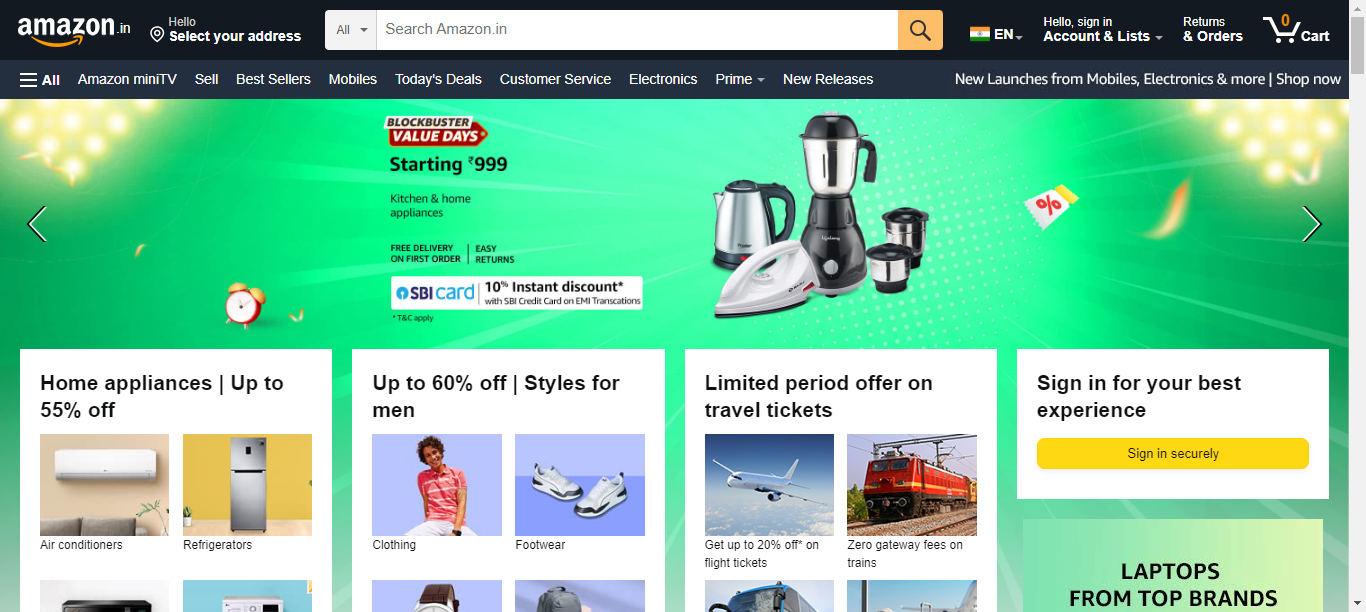 amazon.in
Hello
Select your address
All
Search Amazon.in
EN
Hello, sign in
Account & Lists
Returns
& Orders
0
Cart
All
Amazon miniTV
Sell
Best Sellers
Mobiles
Today's Deals
Customer Service
Electronics
Prime
New Releases
New Launches from Mobiles, Electronics & more | Shop now
BLOCKBUSTER
VALUE DAYS
Starting ₹999
Kitchen & home
appliances
FREE DELIVERY
ON FIRST ORDER
EASY
RETURNS
SBI card
10% Instant discount*
with SBI Credit Card on EMI Transcations
* T&C apply
%
Home appliances | Up to
55% off
Air conditioners
Refrigerators
Up to 60% off | Styles for
men
Clothing
Footwear
Limited period offer on
travel tickets
Get up to 20% off* on
flight tickets
Zero gateway fees on
trains
Sign in for your best
experience
Sign in securely
LAPTOPS
FROM TOP BRANDS